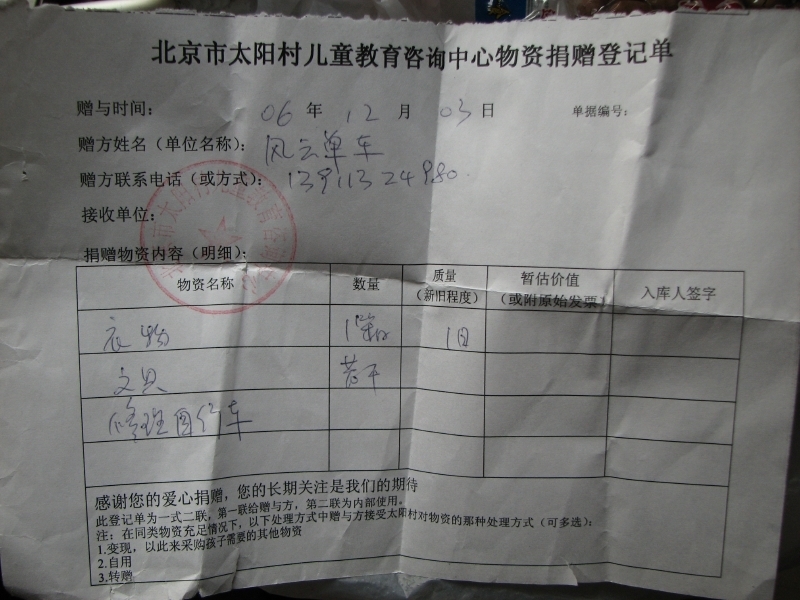 北京市太阳村儿童教育咨询中心物资捐赠登记单
赠与时间： 06 年 12 月 03 日 单据编号：
赠方姓名（单位名称）： 风云单车
赠方联系电话（或方式）： 13911324980
接收单位：
捐赠物资内容（明细）：
物资名称 数量 质量（新旧程度） 暂估价值（或附原始发票） 入库人签字
衣物 1箱 旧
文具 若干
修理自行车
感谢您的爱心捐赠，您的长期关注是我们的期待
此登记单为一式二联，第一联给赠与方，第二联为内部使用。
注：在同类物资充足情况下，以下处理方式中赠与方接受太阳村对物资的那种处理方式（可多选）：
1.变现，以此来采购孩子需要的其他物资
2.自用
3.转赠